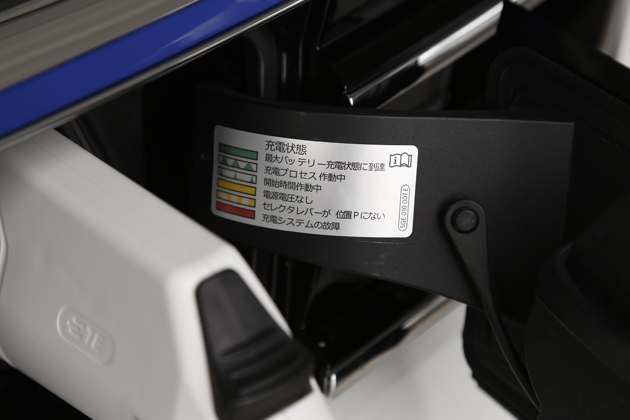 充電状態
最大バッテリー充電状態に到達
充電プロセス作動中
開始時間作動中
電源電圧なし
セレクタレバーが 位置Pにない
充電システムの故障
5GE 010 007 E